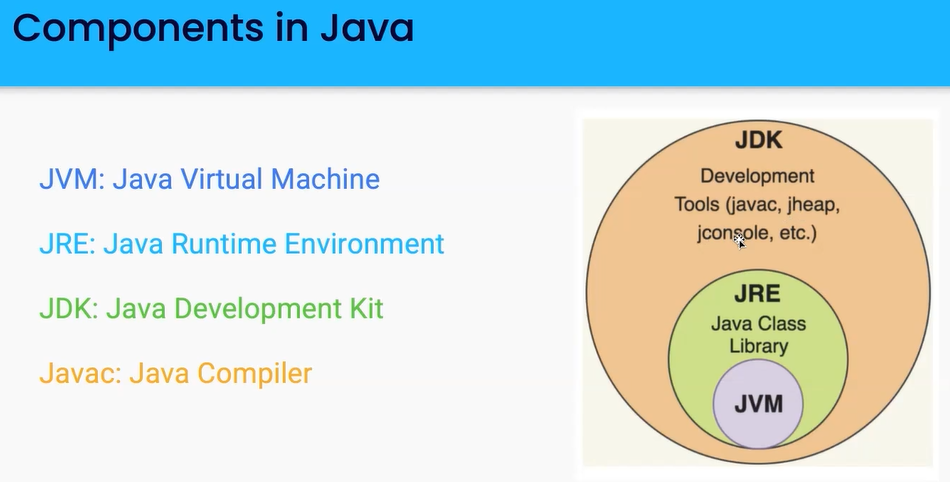 Components in Java
JVM: Java Virtual Machine
JRE: Java Runtime Environment
JDK: Java Development Kit
Javac: Java Compiler
JDK
Development
Tools (javac, jheap,
jconsole, etc.)
JRE
Java Class
Library
JVM